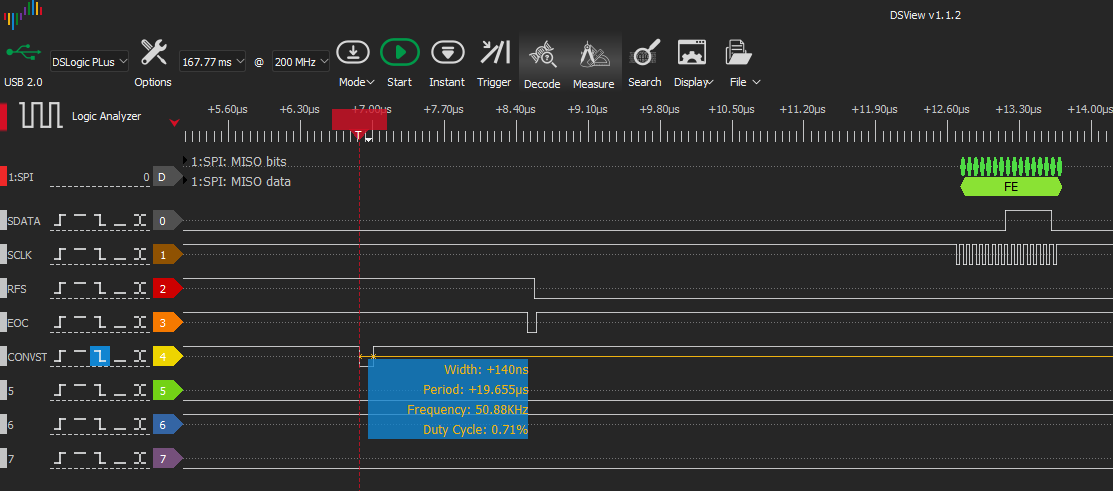 DSView v1.1.2
USB 2.0
DSLogic PLus
Options
167.77 ms @ 200 MHz
Mode Start Instant Trigger Decode Measure Search Display File
Logic Analyzer
+5.60µs +6.30µs +7.00µs +7.70µs +8.40µs +9.10µs +9.80µs +10.50µs +11.20µs +11.90µs +12.60µs +13.30µs +14.00µs
T
1:SPI: MISO bits
1:SPI 0 D
1:SPI: MISO data
FE
SDATA 0
SCLK 1
RFS 2
EOC 3
CONVST 4
Width: +140ns
Period: +19.655µs
5 5
Frequency: 50.88KHz
6 6
Duty Cycle: 0.71%
7 7